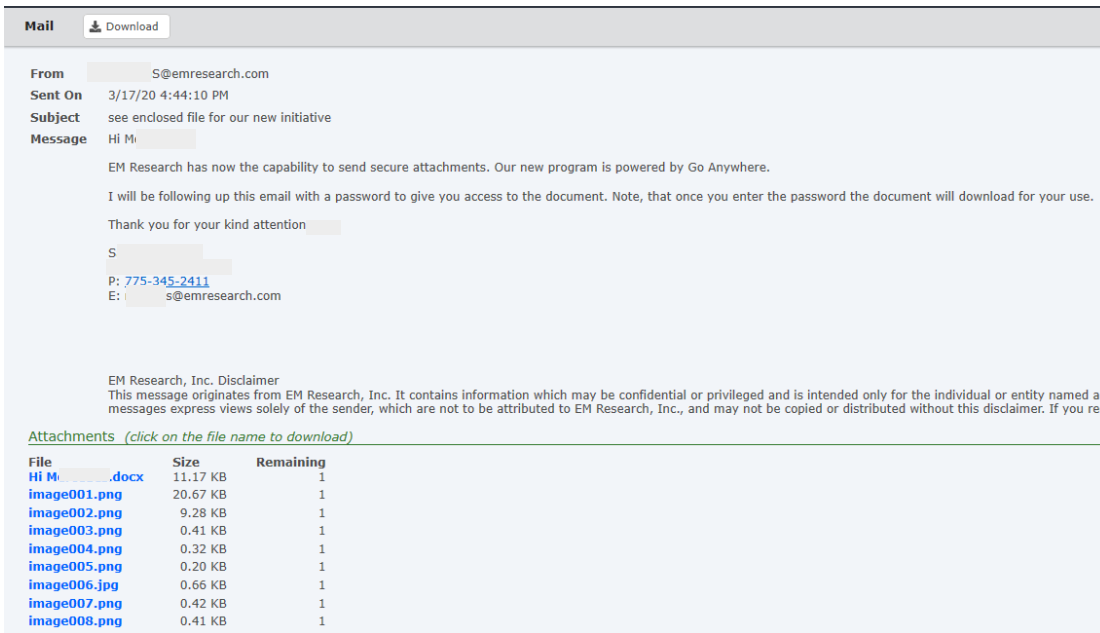 Mail Download
From S@emresearch.com
Sent On 3/17/20 4:44:10 PM
Subject see enclosed file for our new initiative
Message Hi M
EM Research has now the capability to send secure attachments. Our new program is powered by Go Anywhere.
I will be following up this email with a password to give you access to the document. Note, that once you enter the password the document will download for your use.
Thank you for your kind attention
S
P: 775-345-2411
E: s@emresearch.com
EM Research, Inc. Disclaimer
This message originates from EM Research, Inc. It contains information which may be confidential or privileged and is intended only for the individual or entity named a
messages express views solely of the sender, which are not to be attributed to EM Research, Inc., and may not be copied or distributed without this disclaimer. If you re
Attachments (click on the file name to download)
File Size Remaining
Hi M .docx 11.17 KB 1
image001.png 20.67 KB 1
image002.png 9.28 KB 1
image003.png 0.41 KB 1
image004.png 0.32 KB 1
image005.png 0.20 KB 1
image006.jpg 0.66 KB 1
image007.png 0.42 KB 1
image008.png 0.41 KB 1